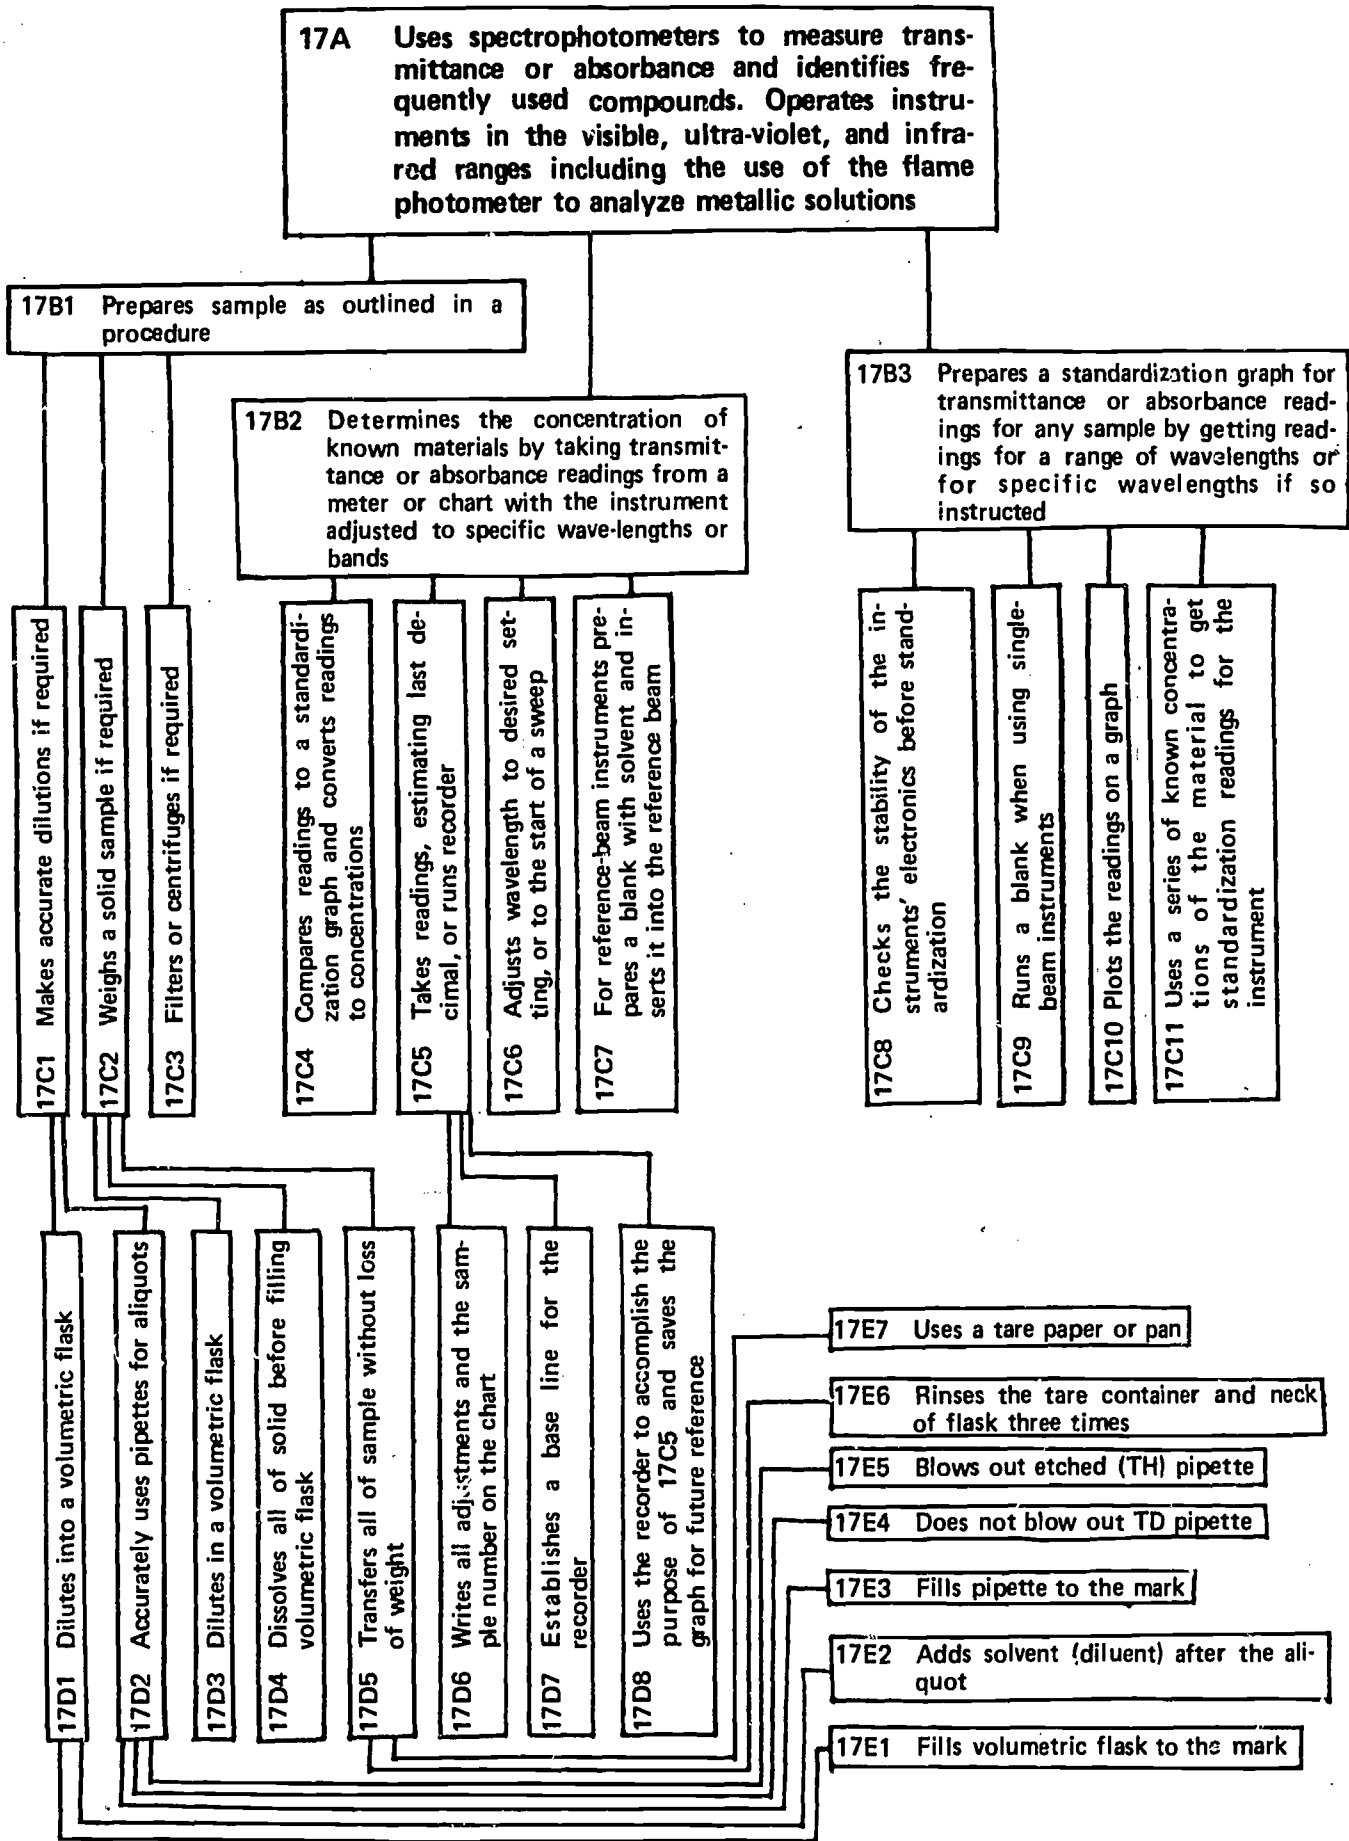 17A Uses spectrophotometers to measure trans-
mittance or absorbance and identifies fre-
quently used compounds. Operates instru-
ments in the visible, ultra-violet, and infra-
red ranges including the use of the flame
photometer to analyze metallic solutions
17B1 Prepares sample as outlined in a
procedure
17B2 Determines the concentration of
known materials by taking transmit-
tance or absorbance readings from a
meter or chart with the instrument
adjusted to specific wave-lengths or
bands
17B3 Prepares a standardization graph for
transmittance or absorbance read-
ings for any sample by getting read-
ings for a range of wavelengths or
for specific wavelengths if so
instructed
17C1 Makes accurate dilutions if required
17C2 Weighs a solid sample if required
17C3 Filters or centrifuges if required
17C4 Compares readings to a standardi-
zation graph and converts readings
to concentrations
17C5 Takes readings, estimating last de-
cimal, or runs recorder
17C6 Adjusts wavelength to desired set-
ting, or to the start of a sweep
17C7 For reference-beam instruments pre-
pares a blank with solvent and in-
serts it into the reference beam
17C8 Checks the stability of the in-
struments' electronics before stand-
ardization
17C9 Runs a blank when using single-
beam instruments
17C10 Plots the readings on a graph
17C11 Uses a series of known concentra-
tions of the material to get
standardization readings for the
instrument
17D1 Dilutes into a volumetric flask
17D2 Accurately uses pipettes for aliquots
17D3 Dilutes in a volumetric flask
17D4 Dissolves all of solid before filling
volumetric flask
17D5 Transfers all of sample without loss
of weight
17D6 Writes all adjustments and the sam-
ple number on the chart
17D7 Establishes a base line for the
recorder
17D8 Uses the recorder to accomplish the
purpose of 17C5 and saves the
graph for future reference
17E7 Uses a tare paper or pan
17E6 Rinses the tare container and neck
of flask three times
17E5 Blows out etched (TH) pipette
17E4 Does not blow out TD pipette
17E3 Fills pipette to the mark
17E2 Adds solvent (diluent) after the ali-
quot
17E1 Fills volumetric flask to the mark